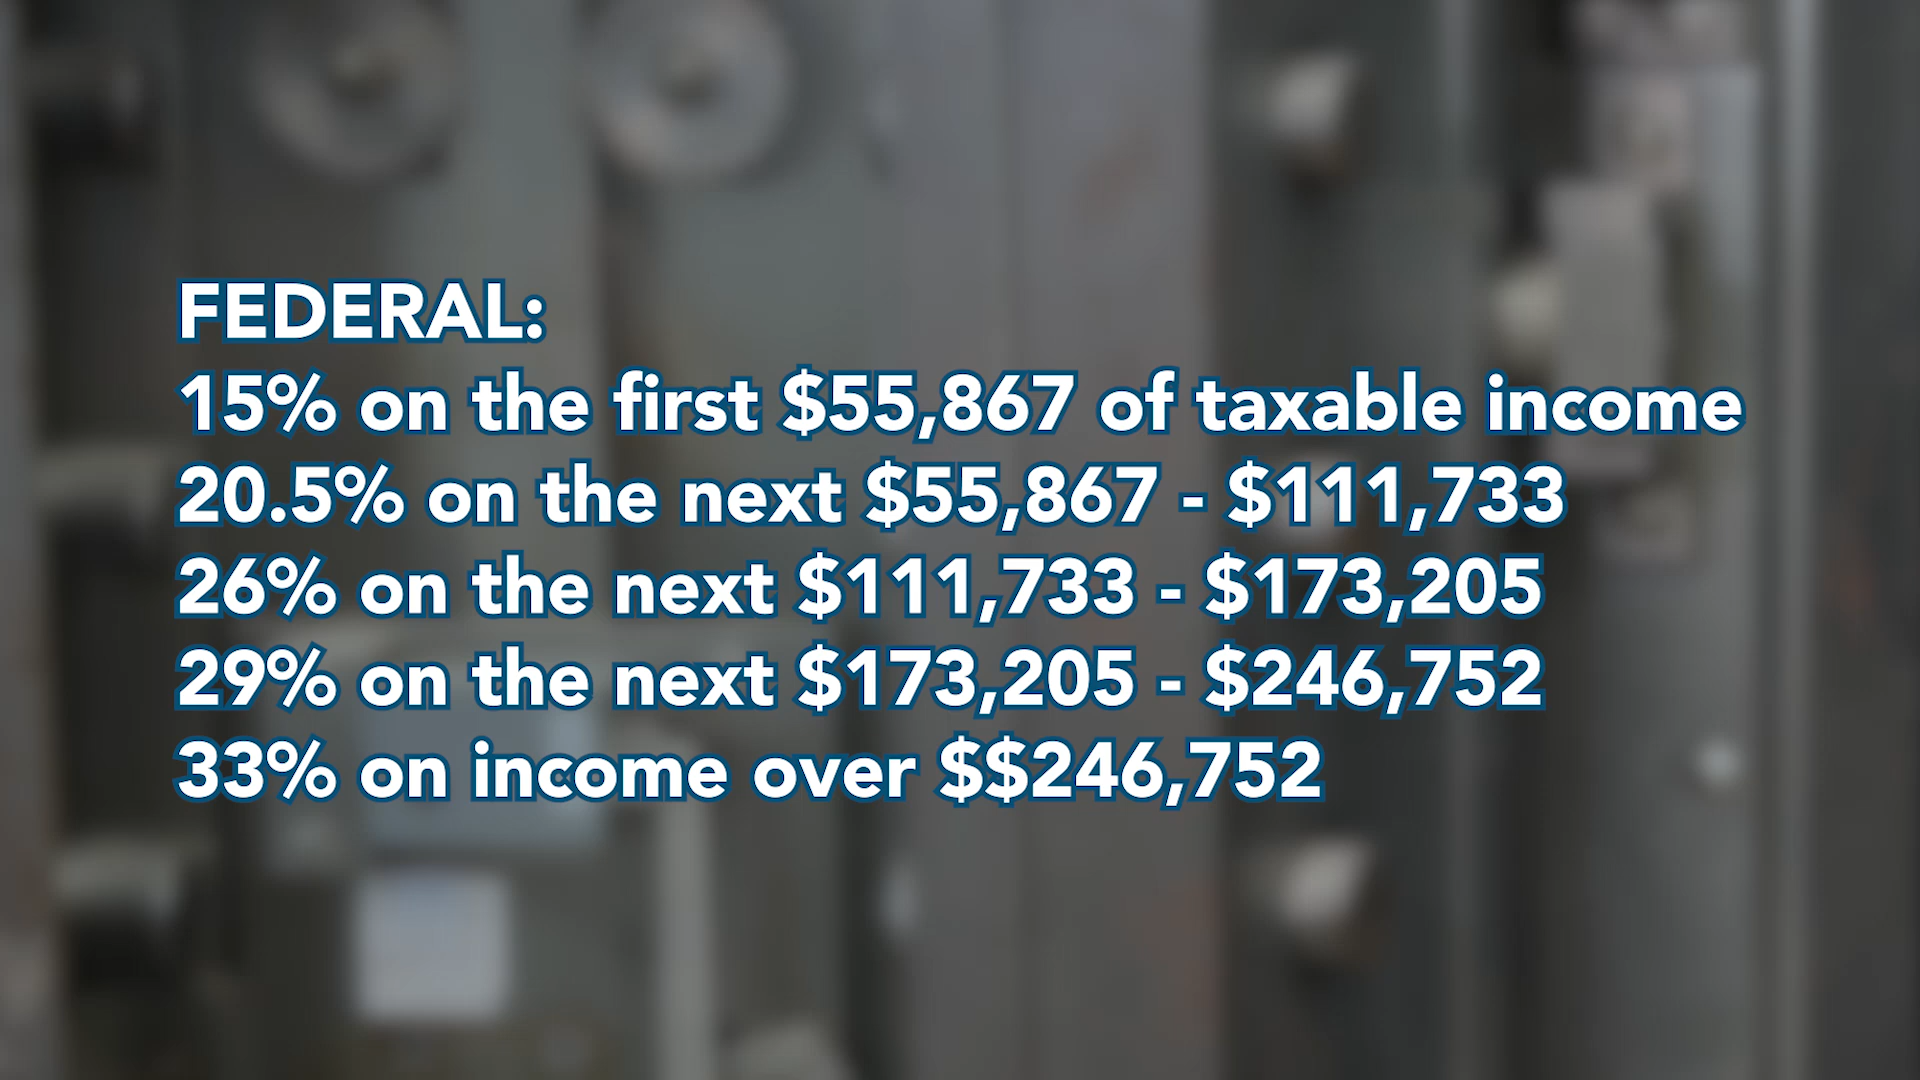 FEDERAL:
15% on the first $55,867 of taxable income
20.5% on the next $55,867 - $111,733
26% on the next $111,733 - $173,205
29% on the next $173,205 - $246,752
33% on income over $$246,752